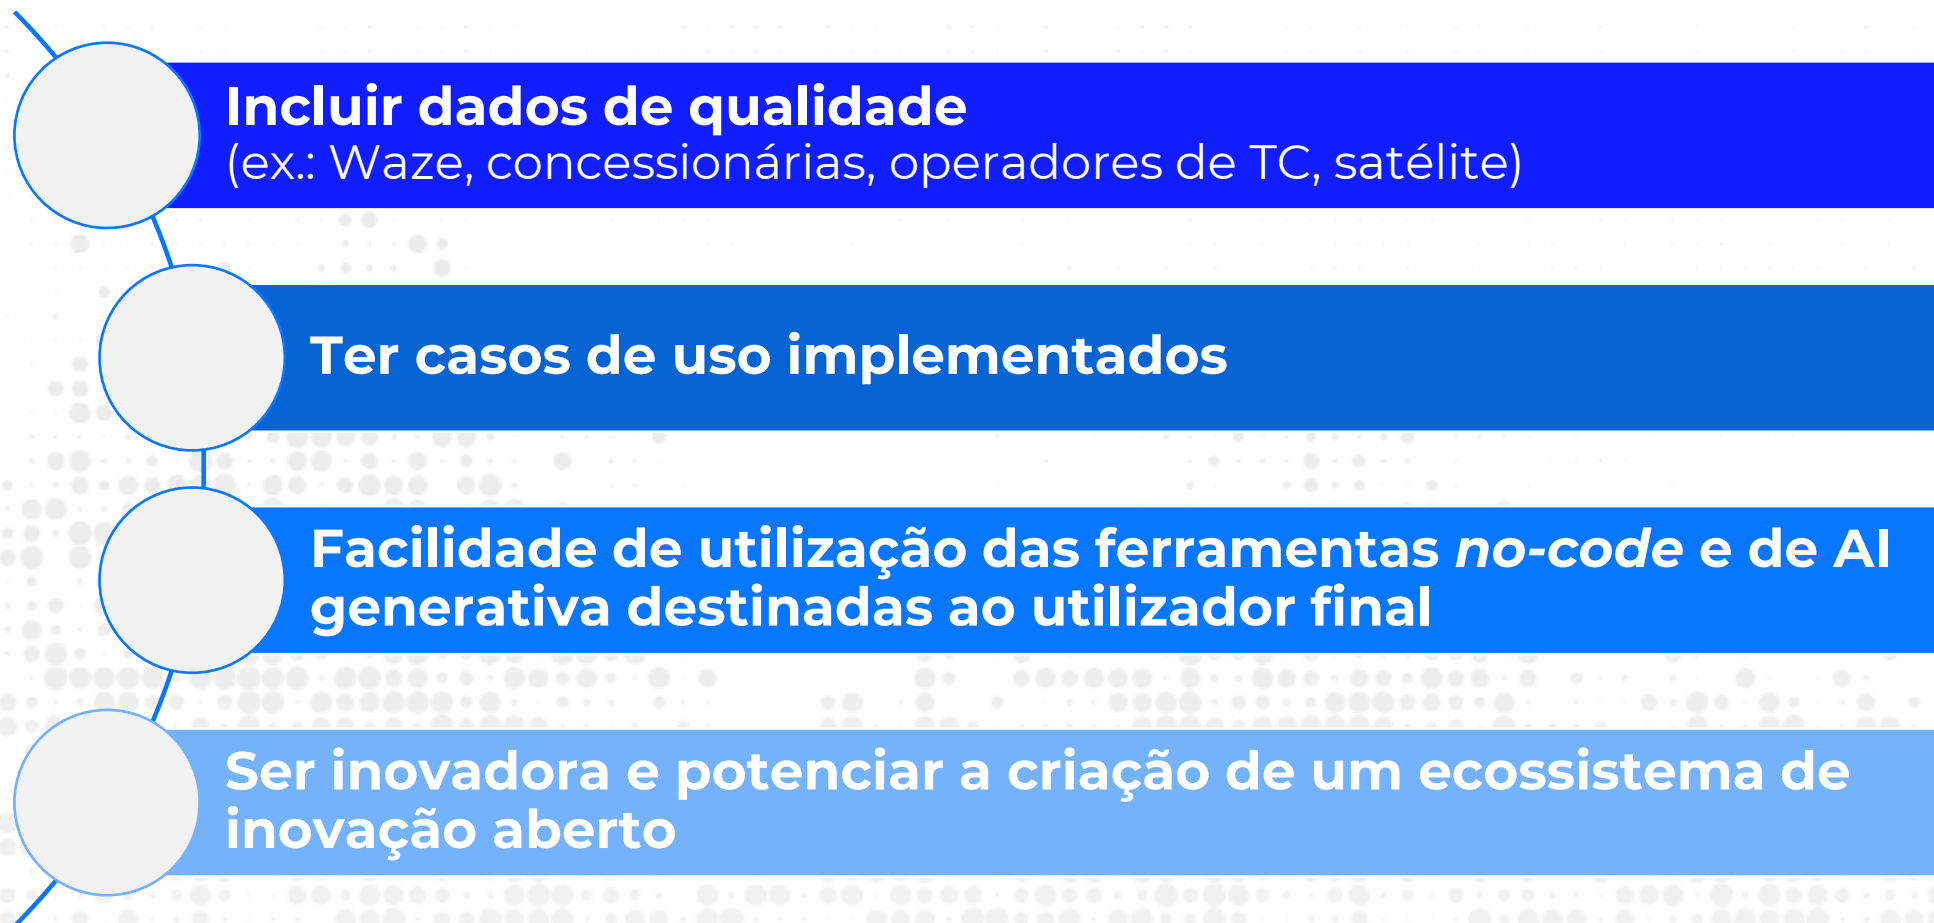 Incluir dados de qualidade
(ex.: Waze, concessionárias, operadores de TC, satélite)
Ter casos de uso implementados
Facilidade de utilização das ferramentas no-code e de AI
generativa destinadas ao utilizador final
Ser inovadora e potenciar a criação de um ecossistema de
inovação aberto